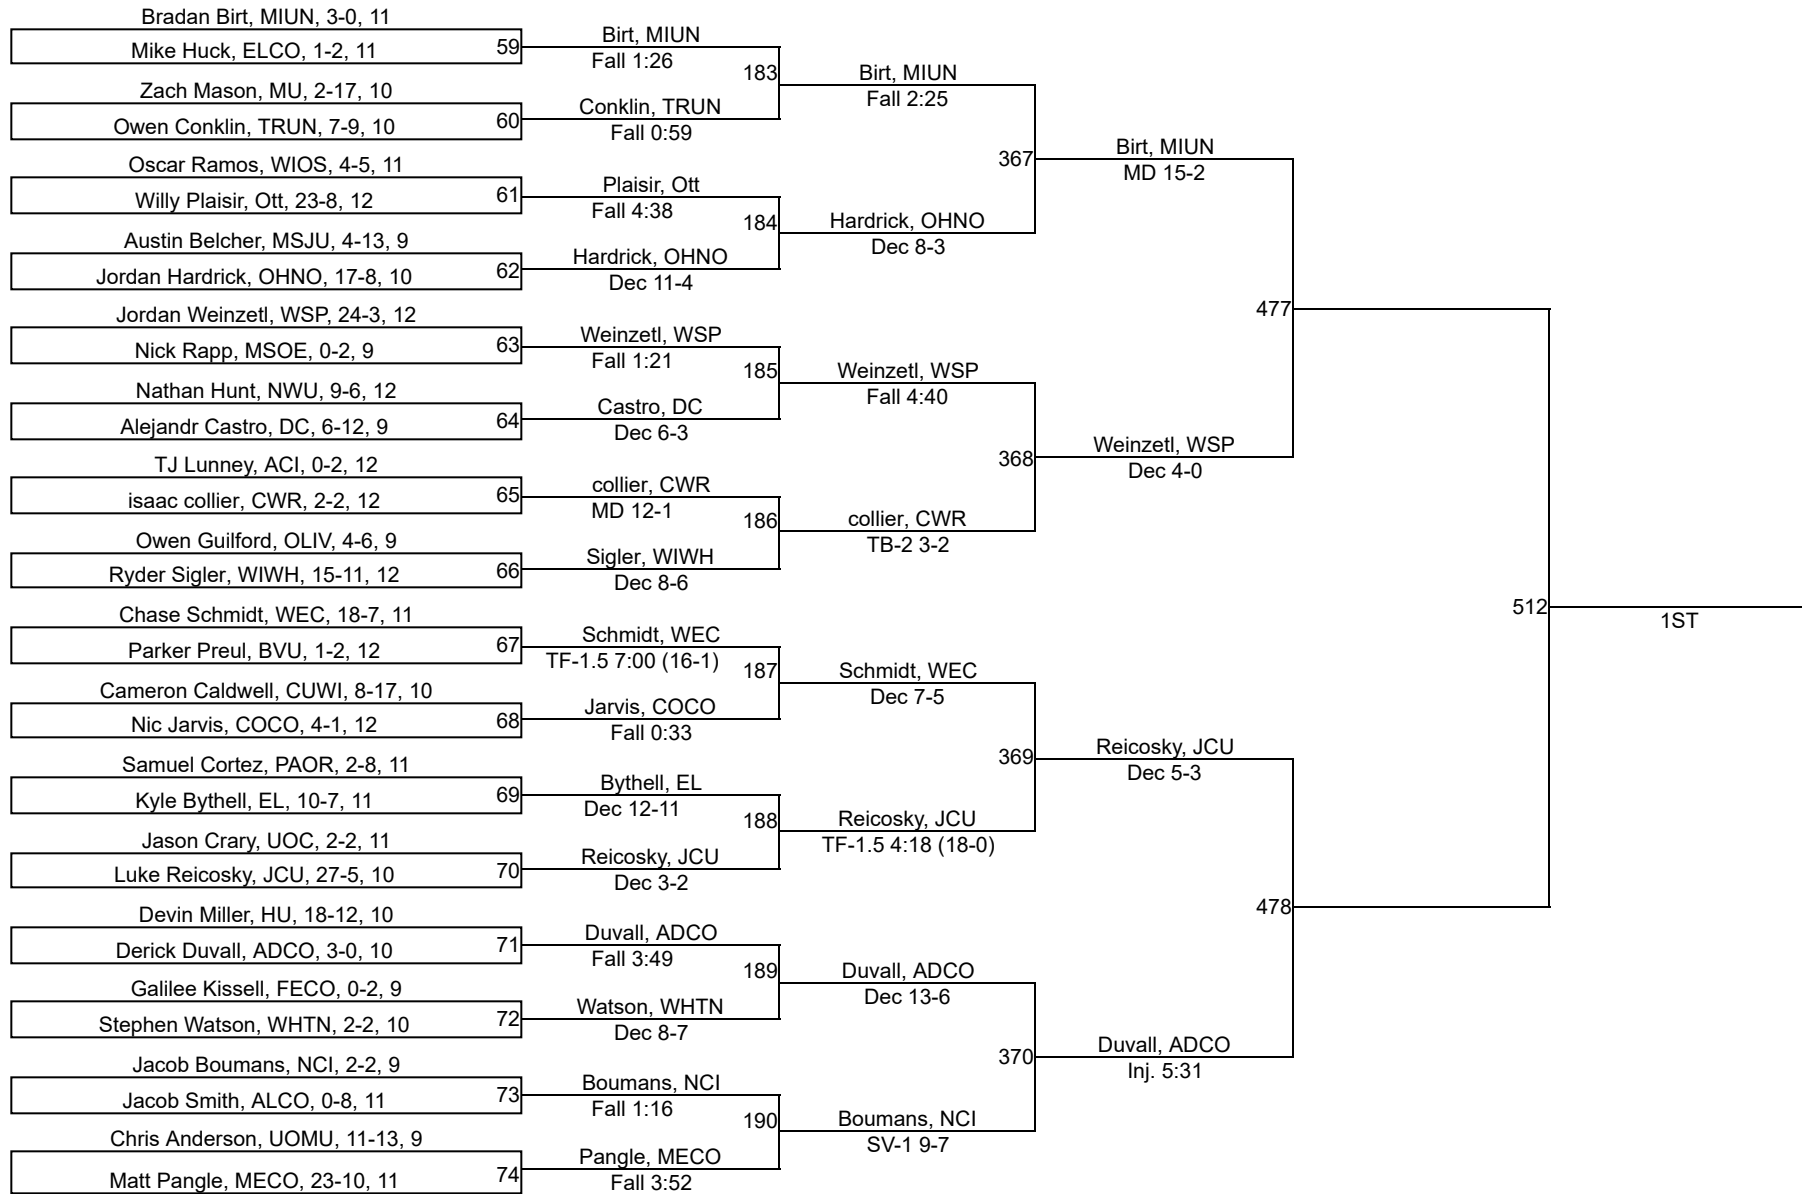 Bradan Birt, MIUN, 3-0, 11
Mike Huck, ELCO, 1-2, 11
59
Zach Mason, MU, 2-17, 10
Owen Conklin, TRUN, 7-9, 10
60
Oscar Ramos, WIOS, 4-5, 11
Willy Plaisir, Ott, 23-8, 12
61
Austin Belcher, MSJU, 4-13, 9
Jordan Hardrick, OHNO, 17-8, 10
62
Jordan Weinzetl, WSP, 24-3, 12
Nick Rapp, MSOE, 0-2, 9
63
Nathan Hunt, NWU, 9-6, 12
Alejandr Castro, DC, 6-12, 9
64
TJ Lunney, ACI, 0-2, 12
isaac collier, CWR, 2-2, 12
65
Owen Guilford, OLIV, 4-6, 9
Ryder Sigler, WIWH, 15-11, 12
66
Chase Schmidt, WEC, 18-7, 11
Parker Preul, BVU, 1-2, 12
67
Cameron Caldwell, CUWI, 8-17, 10
Nic Jarvis, COCO, 4-1, 12
68
Samuel Cortez, PAOR, 2-8, 11
Kyle Bythell, EL, 10-7, 11
69
Jason Crary, UOC, 2-2, 11
Luke Reicosky, JCU, 27-5, 10
70
Devin Miller, HU, 18-12, 10
Derick Duvall, ADCO, 3-0, 10
71
Galilee Kissell, FECO, 0-2, 9
Stephen Watson, WHTN, 2-2, 10
72
Jacob Boumans, NCI, 2-2, 9
Jacob Smith, ALCO, 0-8, 11
73
Chris Anderson, UOMU, 11-13, 9
Matt Pangle, MECO, 23-10, 11
74
Birt, MIUN
Fall 1:26
183
Conklin, TRUN
Fall 0:59
Plaisir, Ott
Fall 4:38
184
Hardrick, OHNO
Dec 11-4
Weinzetl, WSP
Fall 1:21
185
Castro, DC
Dec 6-3
collier, CWR
MD 12-1
186
Sigler, WIWH
Dec 8-6
Schmidt, WEC
TF-1.5 7:00 (16-1)
187
Jarvis, COCO
Fall 0:33
Bythell, EL
Dec 12-11
188
Reicosky, JCU
Dec 3-2
Duvall, ADCO
Fall 3:49
189
Watson, WHTN
Dec 8-7
Boumans, NCI
Fall 1:16
190
Pangle, MECO
Fall 3:52
Birt, MIUN
Fall 2:25
367
Hardrick, OHNO
Dec 8-3
Weinzetl, WSP
Fall 4:40
368
collier, CWR
TB-2 3-2
Schmidt, WEC
Dec 7-5
369
Reicosky, JCU
TF-1.5 4:18 (18-0)
Duvall, ADCO
Dec 13-6
370
Boumans, NCI
SV-1 9-7
Birt, MIUN
MD 15-2
477
Weinzetl, WSP
Dec 4-0
Reicosky, JCU
Dec 5-3
478
Duvall, ADCO
Inj. 5:31
512
1ST